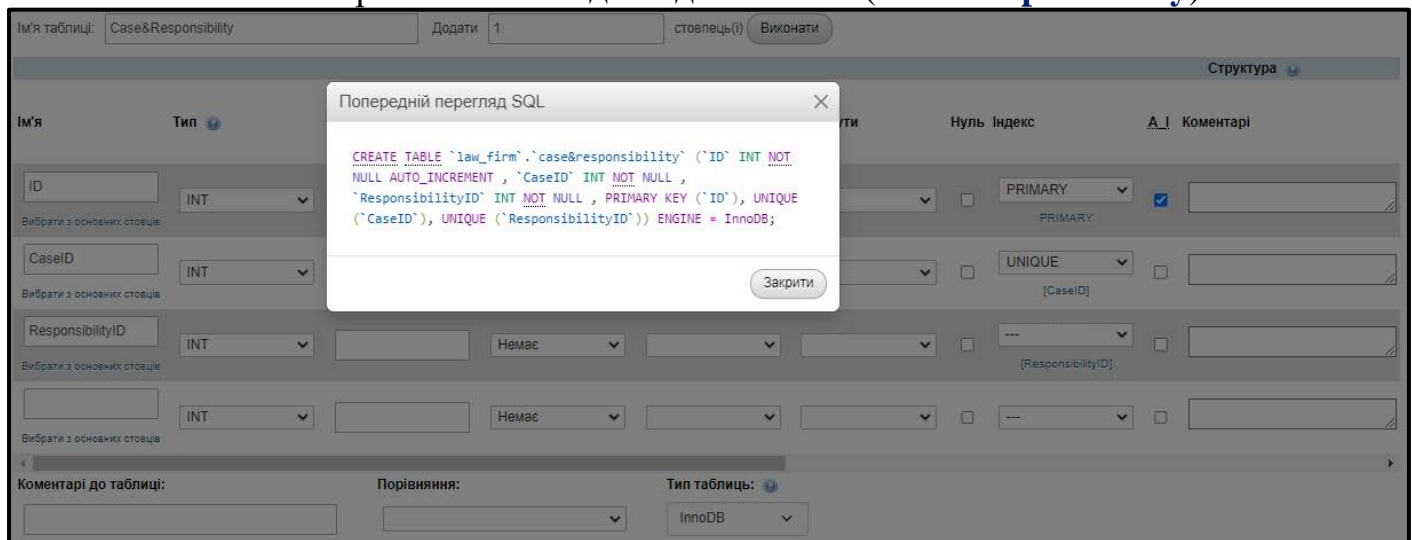 Ім'я таблиці: Case&Responsibility Додати 1 стовпець(і) Виконати
Структура
Ім'я Тип Нуль Індекс A_I Коментарі
Попередній перегляд SQL
CREATE TABLE `law_firm`.`case&responsibility` (`ID` INT NOT
NULL AUTO_INCREMENT , `CaseID` INT NOT NULL ,
`ResponsibilityID` INT NOT NULL , PRIMARY KEY (`ID`), UNIQUE
(`CaseID`), UNIQUE (`ResponsibilityID`)) ENGINE = InnoDB;
Закрити
ID INT PRIMARY
Вибрати з основних стовців PRIMARY
CaseID INT UNIQUE
Вибрати з основних стовців [CaseID]
ResponsibilityID INT Немає ---
Вибрати з основних стовців [ResponsibilityID]
INT Немає ---
Вибрати з основних стовців
Коментарі до таблиці: Порівняння: Тип таблиць:
InnoDB